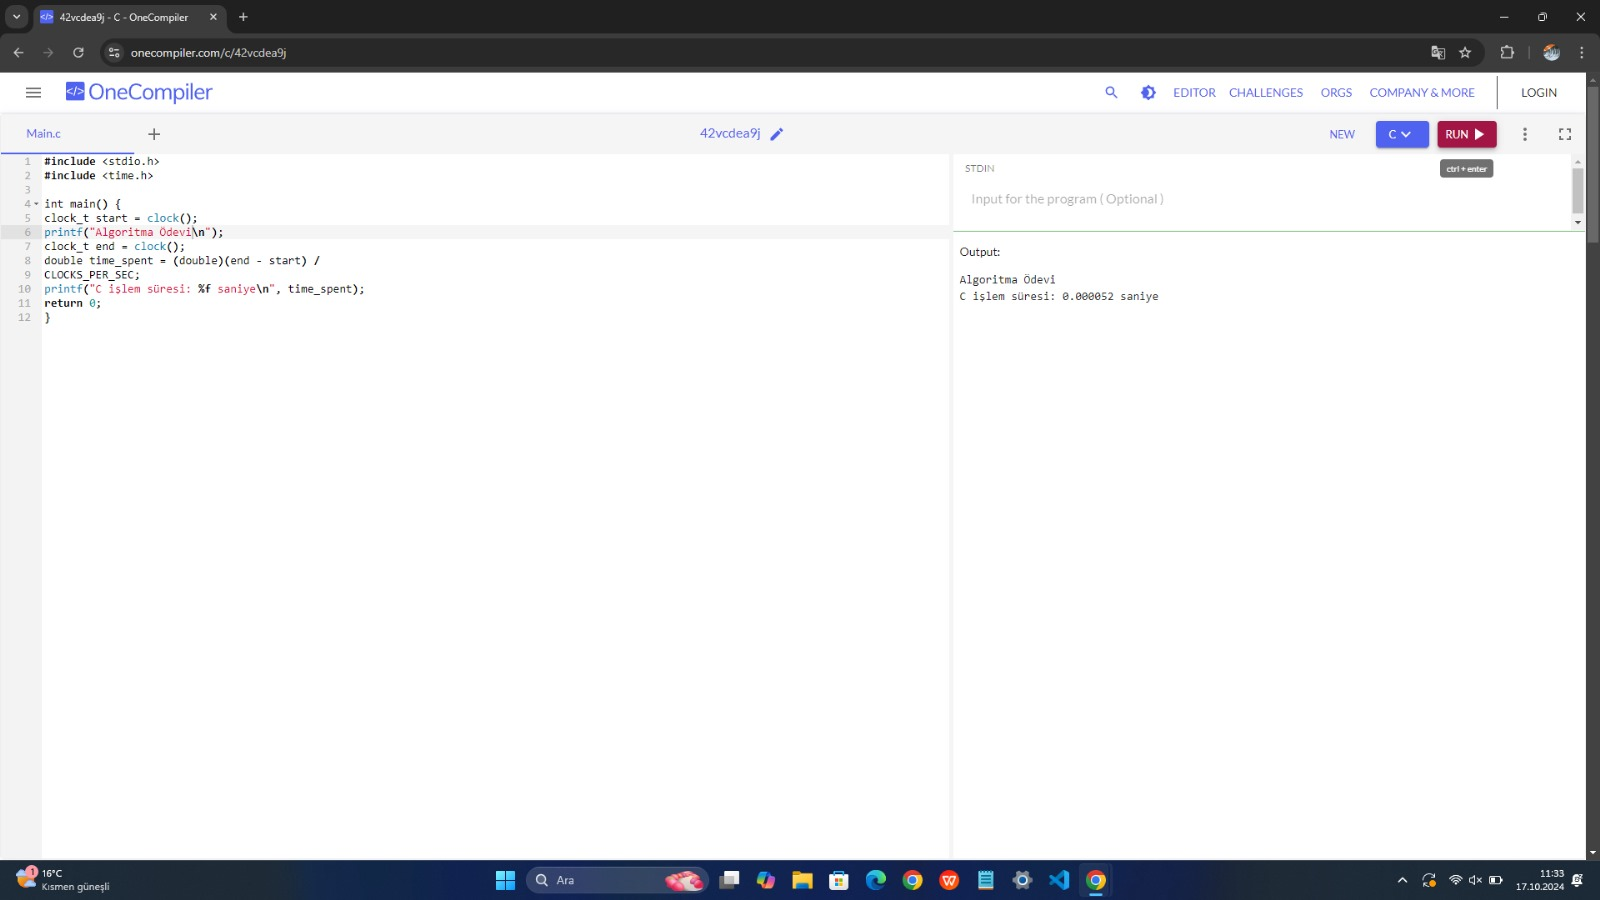 42vcdea9j - C - OneCompiler
onecompiler.com/c/42vcdea9j
</> OneCompiler
EDITOR CHALLENGES ORGS COMPANY & MORE LOGIN
Main.c
42vcdea9j
NEW C RUN
ctrl + enter
1 #include <stdio.h>
2 #include <time.h>
3
4 int main() {
5 clock_t start = clock();
6 printf("Algoritma Ödevi\n");
7 clock_t end = clock();
8 double time_spent = (double)(end - start) /
9 CLOCKS_PER_SEC;
10 printf("C işlem süresi: %f saniye\n", time_spent);
11 return 0;
12 }
STDIN
Input for the program ( Optional )
Output:
Algoritma Ödevi
C işlem süresi: 0.000052 saniye
1
16°C
Kısmen güneşli
Ara
11:33
17.10.2024